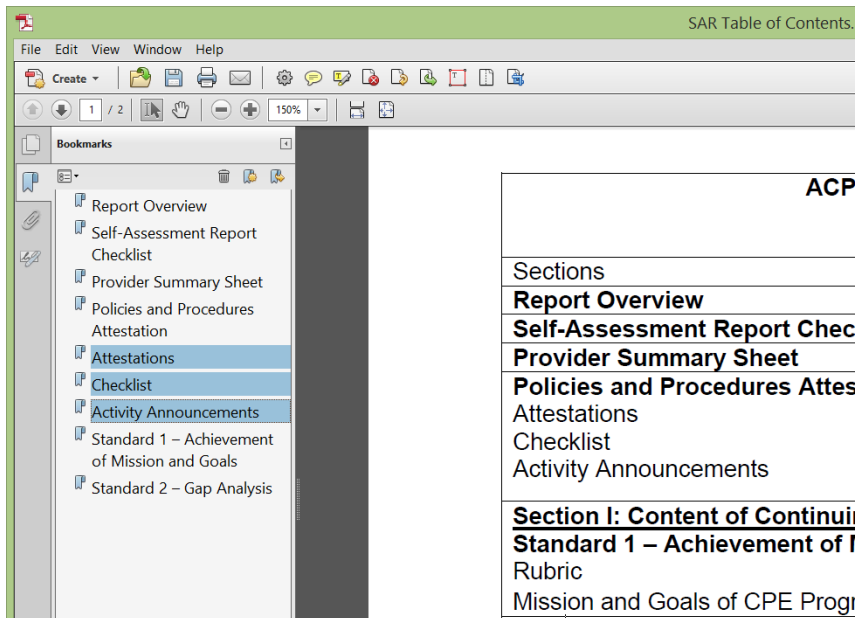 SAR Table of Contents.
File Edit View Window Help
Create
1 / 2 150%
Bookmarks
Report Overview
Self-Assessment Report
Checklist
Provider Summary Sheet
Policies and Procedures
Attestation
Attestations
Checklist
Activity Announcements
Standard 1 – Achievement
of Mission and Goals
Standard 2 – Gap Analysis
ACP
Sections
Report Overview
Self-Assessment Report Chec
Provider Summary Sheet
Policies and Procedures Attes
Attestations
Checklist
Activity Announcements
Section I: Content of Continuin
Standard 1 – Achievement of M
Rubric
Mission and Goals of CPE Progr